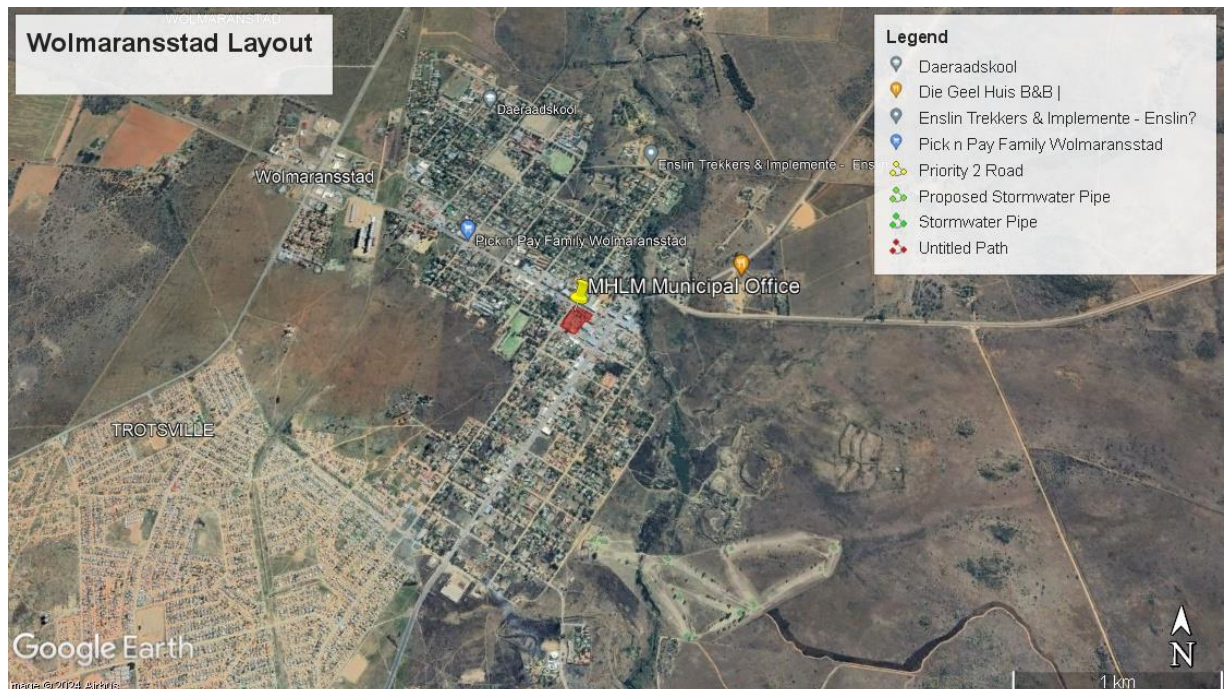 WOLMARANSTAD
Wolmaransstad Layout
Legend
Daeraadskool
Die Geel Huis B&B |
Enslin Trekkers & Implemente - Enslin?
Pick n Pay Family Wolmaransstad
Priority 2 Road
Proposed Stormwater Pipe
Stormwater Pipe
Untitled Path
Daeraadskool
Enslin Trekkers & Implemente - Ens
Wolmaransstad
Pick n Pay Family Wolmaransstad
MHLM Municipal Office
TROTSVILLE
Google Earth
Image © 2024 Airbus
N
1 km